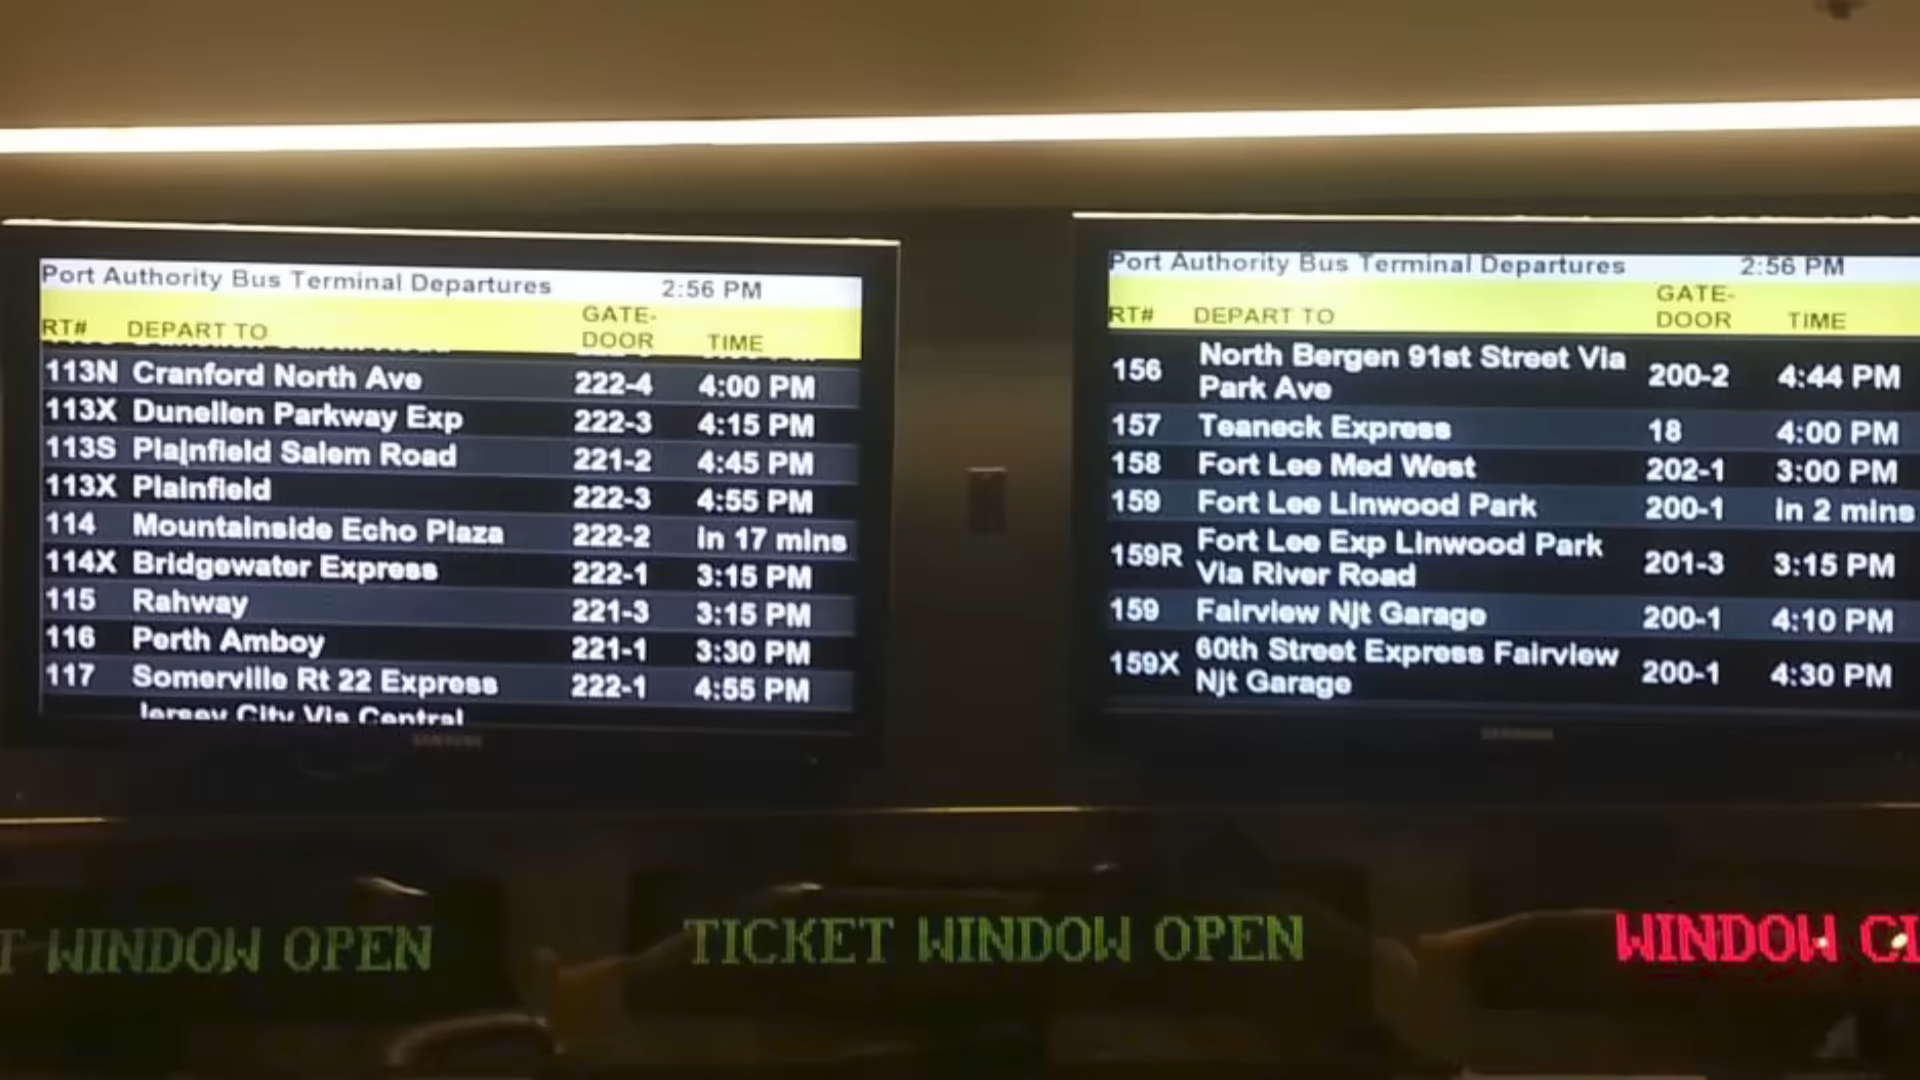 Port Authority Bus Terminal Departures 2:56 PM
RT# DEPART TO GATE-DOOR TIME
113N Cranford North Ave 222-4 4:00 PM
113X Dunellen Parkway Exp 222-3 4:15 PM
113S Plainfield Salem Road 221-2 4:45 PM
113X Plainfield 222-3 4:55 PM
114 Mountainside Echo Plaza 222-2 in 17 mins
114X Bridgewater Express 222-1 3:15 PM
115 Rahway 221-3 3:15 PM
116 Perth Amboy 221-1 3:30 PM
117 Somerville Rt 22 Express 222-1 4:55 PM
Jersey City Via Central
SAMSUNG
Port Authority Bus Terminal Departures 2:56 PM
RT# DEPART TO GATE-DOOR TIME
156 North Bergen 91st Street Via
Park Ave 200-2 4:44 PM
157 Teaneck Express 18 4:00 PM
158 Fort Lee Med West 202-1 3:00 PM
159 Fort Lee Linwood Park 200-1 in 2 mins
159R Fort Lee Exp Linwood Park
Via River Road 201-3 3:15 PM
159 Fairview Njt Garage 200-1 4:10 PM
159X 60th Street Express Fairview
Njt Garage 200-1 4:30 PM
SAMSUNG
T WINDOW OPEN
TICKET WINDOW OPEN
WINDOW CL